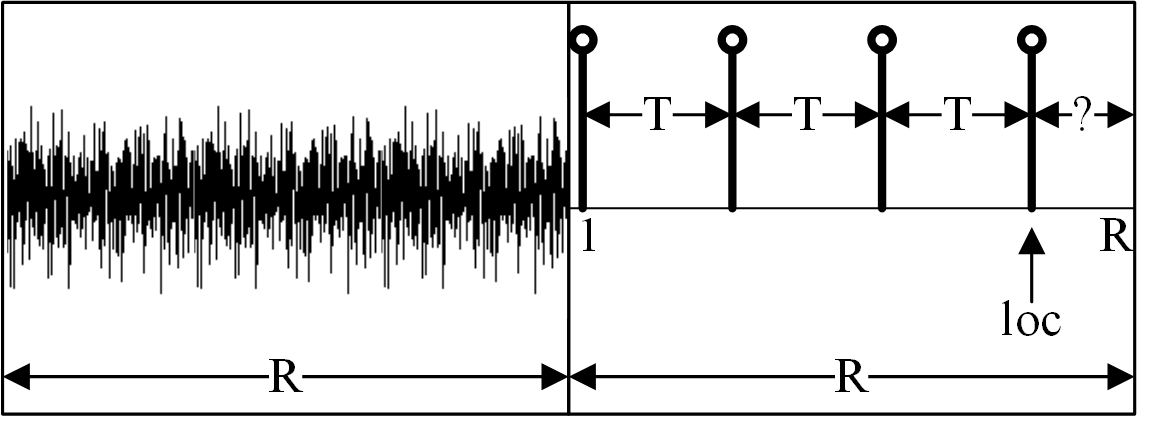 T T T ?
1 R
loc
R R